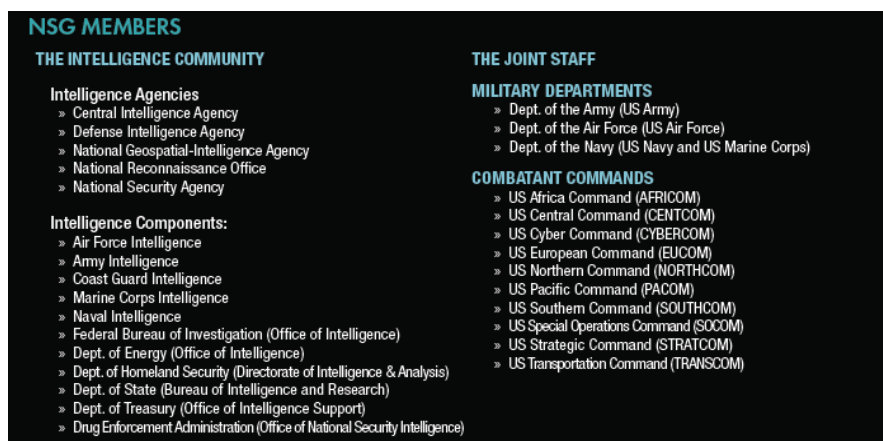 NSG MEMBERS
THE INTELLIGENCE COMMUNITY
Intelligence Agencies
» Central Intelligence Agency
» Defense Intelligence Agency
» National Geospatial-Intelligence Agency
» National Reconnaissance Office
» National Security Agency
Intelligence Components:
» Air Force Intelligence
» Army Intelligence
» Coast Guard Intelligence
» Marine Corps Intelligence
» Naval Intelligence
» Federal Bureau of Investigation (Office of Intelligence)
» Dept. of Energy (Office of Intelligence)
» Dept. of Homeland Security (Directorate of Intelligence & Analysis)
» Dept. of State (Bureau of Intelligence and Research)
» Dept. of Treasury (Office of Intelligence Support)
» Drug Enforcement Administration (Office of National Security Intelligence)
THE JOINT STAFF
MILITARY DEPARTMENTS
» Dept. of the Army (US Army)
» Dept. of the Air Force (US Air Force)
» Dept. of the Navy (US Navy and US Marine Corps)
COMBATANT COMMANDS
» US Africa Command (AFRICOM)
» US Central Command (CENTCOM)
» US Cyber Command (CYBERCOM)
» US European Command (EUCOM)
» US Northern Command (NORTHCOM)
» US Pacific Command (PACOM)
» US Southern Command (SOUTHCOM)
» US Special Operations Command (SOCOM)
» US Strategic Command (STRATCOM)
» US Transportation Command (TRANSCOM)